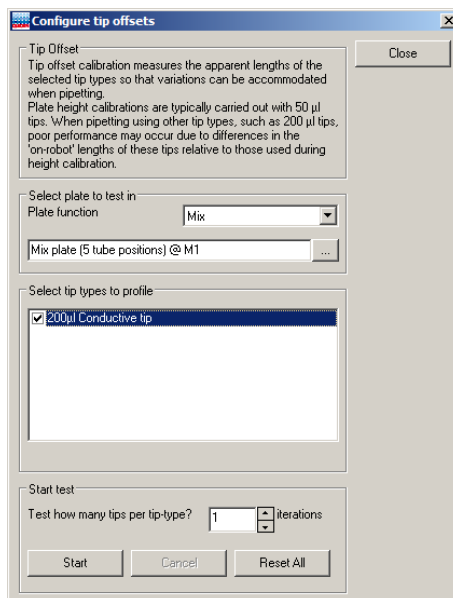 Configure tip offsets
Tip Offset
Tip offset calibration measures the apparent lengths of the
selected tip types so that variations can be accommodated
when pipetting.
Plate height calibrations are typically carried out with 50 µl
tips. When pipetting using other tip types, such as 200 µl tips,
poor performance may occur due to differences in the
'on-robot' lengths of these tips relative to those used during
height calibration.
Close
Select plate to test in
Plate function
Mix
Mix plate (5 tube positions) @ M1
...
Select tip types to profile
200µl Conductive tip
Start test
Test how many tips per tip-type?
1
iterations
Start
Cancel
Reset All